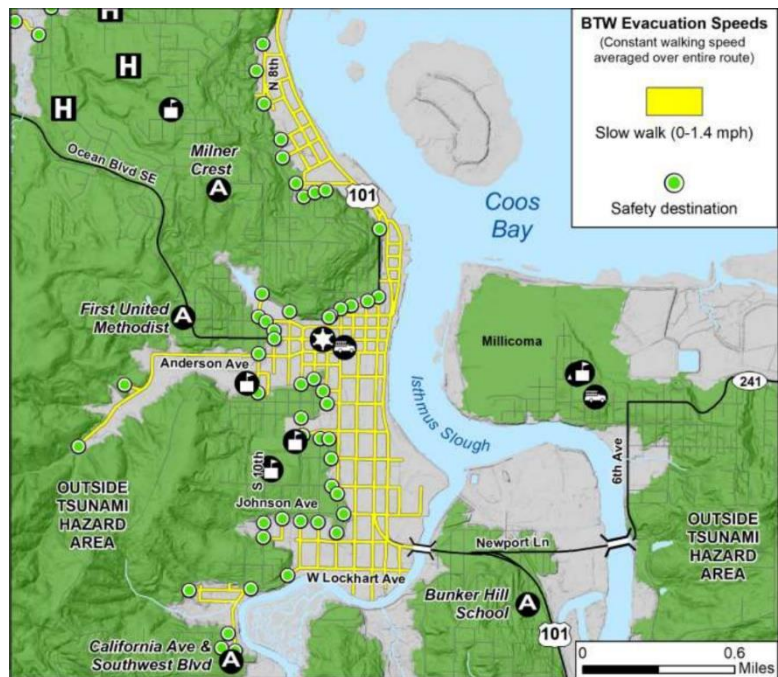 BTW Evacuation Speeds
(Constant walking speed
averaged over entire route)
Slow walk (0-1.4 mph)
Safety destination
H
H
H
N 8th
Ocean Blvd SE
Milner
Crest
A
101
Coos
Bay
First United
Methodist
A
Anderson Ave
Millicoma
241
Isthmus Slough
6th Ave
S 10th
OUTSIDE
TSUNAMI
HAZARD
AREA
Johnson Ave
OUTSIDE
TSUNAMI
HAZARD
AREA
Newport Ln
W Lockhart Ave
Bunker Hill
School
A
101
California Ave &
Southwest Blvd
A
0 0.6
Miles